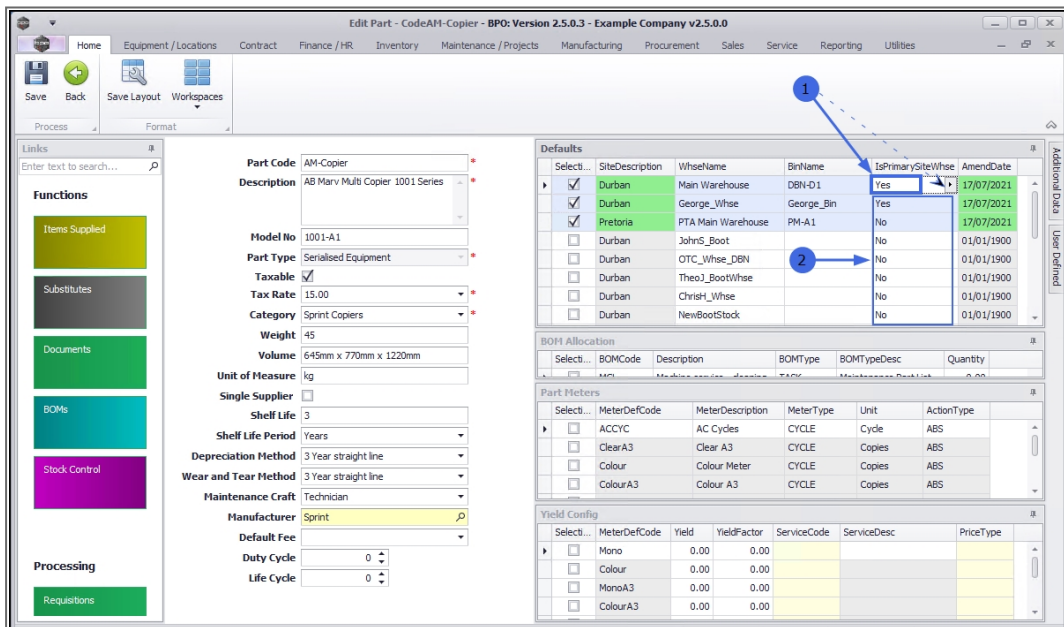 Edit Part - CodeAM-Copier - BPO: Version 2.5.0.3 - Example Company v2.5.0.0
Home Equipment / Locations Contract Finance / HR Inventory Maintenance / Projects Manufacturing Procurement Sales Service Reporting Utilities
Save Back Save Layout Workspaces
Process Format
1
Links
Enter text to search...
Functions
Items Supplied
Substitutes
Documents
BOMs
Stock Control
Processing
Requisitions
Part Code AM-Copier *
Description AB Marv Multi Copier 1001 Series *
Model No 1001-A1
Part Type Serialised Equipment *
Taxable
Tax Rate 15.00 *
Category Sprint Copiers *
Weight 45
Volume 645mm x 770mm x 1220mm
Unit of Measure kg
Single Supplier
Shelf Life 3
Shelf Life Period Years
Depreciation Method 3 Year straight line
Wear and Tear Method 3 Year straight line
Maintenance Craft Technician
Manufacturer Sprint
Default Fee
Duty Cycle 0
Life Cycle 0
Defaults
Selecti... SiteDescription WhseName BinName IsPrimarySiteWhse AmendDate
Durban Main Warehouse DBN-D1 Yes 17/07/2021
Durban George_Whse George_Bin Yes 17/07/2021
Pretoria PTA Main Warehouse PM-A1 No 17/07/2021
Durban JohnS_Boot No 01/01/1900
Durban OTC_Whse_DBN 2 No 01/01/1900
Durban TheoJ_BootWhse No 01/01/1900
Durban ChrisH_Whse No 01/01/1900
Durban NewBootStock No 01/01/1900
BOM Allocation
Selecti... BOMCode Description BOMType BOMTypeDesc Quantity
Part Meters
Selecti... MeterDefCode MeterDescription MeterType Unit ActionType
ACCYC AC Cycles CYCLE Cycle ABS
ClearA3 Clear A3 CYCLE Copies ABS
Colour Colour Meter CYCLE Copies ABS
ColourA3 Colour A3 CYCLE Copies ABS
Yield Config
Selecti... MeterDefCode Yield YieldFactor ServiceCode ServiceDesc PriceType
Mono 0.00 0.00
Colour 0.00 0.00
MonoA3 0.00 0.00
ColourA3 0.00 0.00
Additional Data
User Defined